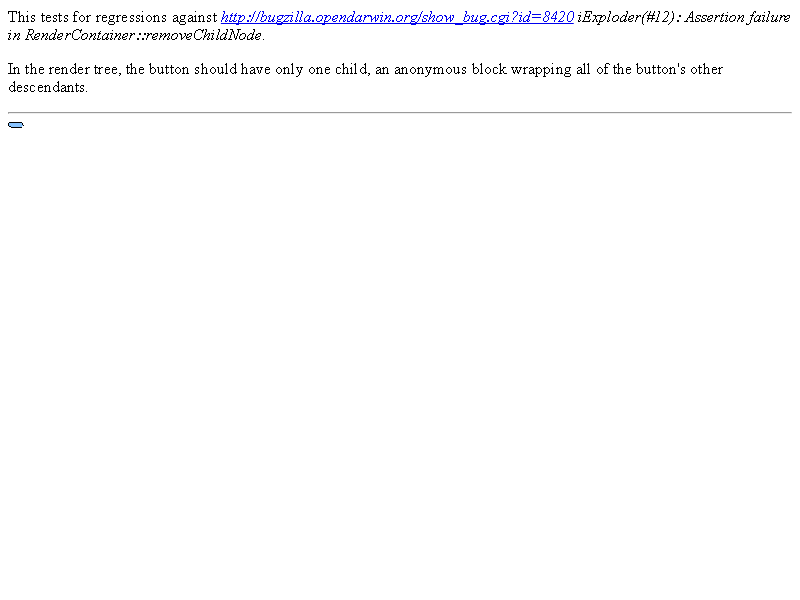 This tests for regressions against http://bugzilla.opendarwin.org/show_bug.cgi?id=8420 iExploder(#12): Assertion failure
in RenderContainer::removeChildNode.
In the render tree, the button should have only one child, an anonymous block wrapping all of the button's other
descendants.